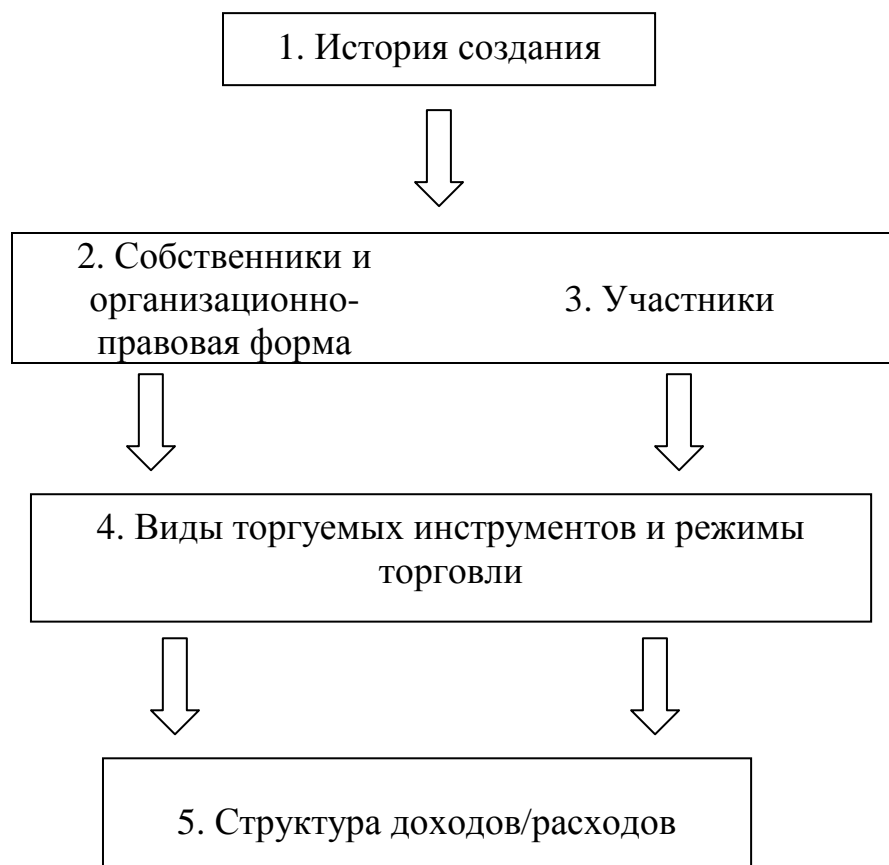 1. История создания
2. Собственники и
организационно-
правовая форма
3. Участники
4. Виды торгуемых инструментов и режимы
торговли
5. Структура доходов/расходов